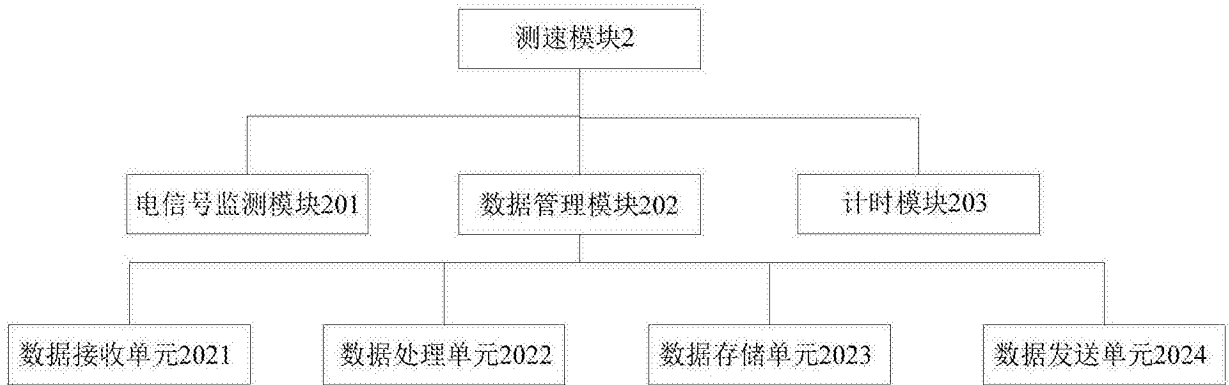 测速模块2
电信号监测模块201
数据管理模块202
计时模块203
数据接收单元2021
数据处理单元2022
数据存储单元2023
数据发送单元2024